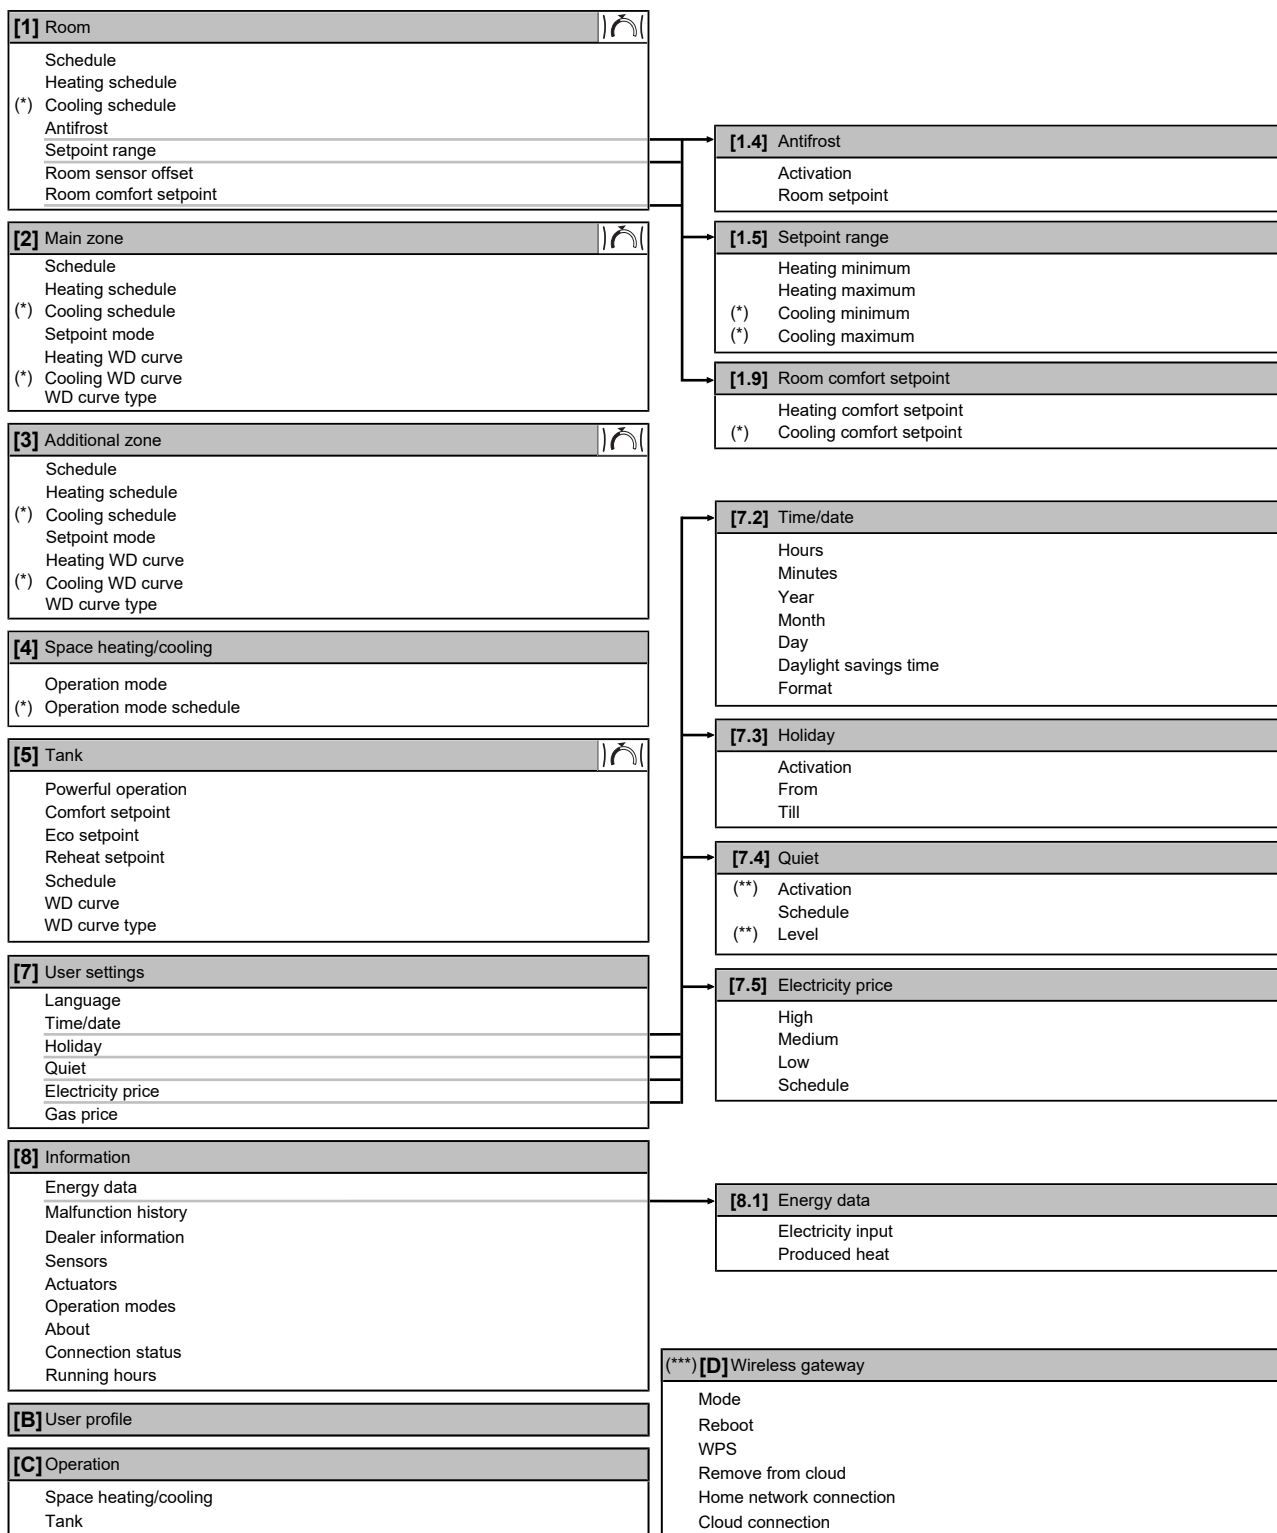 [1] Room
Schedule
Heating schedule
(*) Cooling schedule
Antifrost
Setpoint range
Room sensor offset
Room comfort setpoint
[2] Main zone
Schedule
Heating schedule
(*) Cooling schedule
Setpoint mode
Heating WD curve
(*) Cooling WD curve
WD curve type
[3] Additional zone
Schedule
Heating schedule
(*) Cooling schedule
Setpoint mode
Heating WD curve
(*) Cooling WD curve
WD curve type
[4] Space heating/cooling
Operation mode
(*) Operation mode schedule
[5] Tank
Powerful operation
Comfort setpoint
Eco setpoint
Reheat setpoint
Schedule
WD curve
WD curve type
[7] User settings
Language
Time/date
Holiday
Quiet
Electricity price
Gas price
[8] Information
Energy data
Malfunction history
Dealer information
Sensors
Actuators
Operation modes
About
Connection status
Running hours
[B] User profile
[C] Operation
Space heating/cooling
Tank
[1.4] Antifrost
Activation
Room setpoint
[1.5] Setpoint range
Heating minimum
Heating maximum
(*) Cooling minimum
(*) Cooling maximum
[1.9] Room comfort setpoint
Heating comfort setpoint
(*) Cooling comfort setpoint
[7.2] Time/date
Hours
Minutes
Year
Month
Day
Daylight savings time
Format
[7.3] Holiday
Activation
From
Till
[7.4] Quiet
(**) Activation
Schedule
(**) Level
[7.5] Electricity price
High
Medium
Low
Schedule
[8.1] Energy data
Electricity input
Produced heat
(***) [D] Wireless gateway
Mode
Reboot
WPS
Remove from cloud
Home network connection
Cloud connection